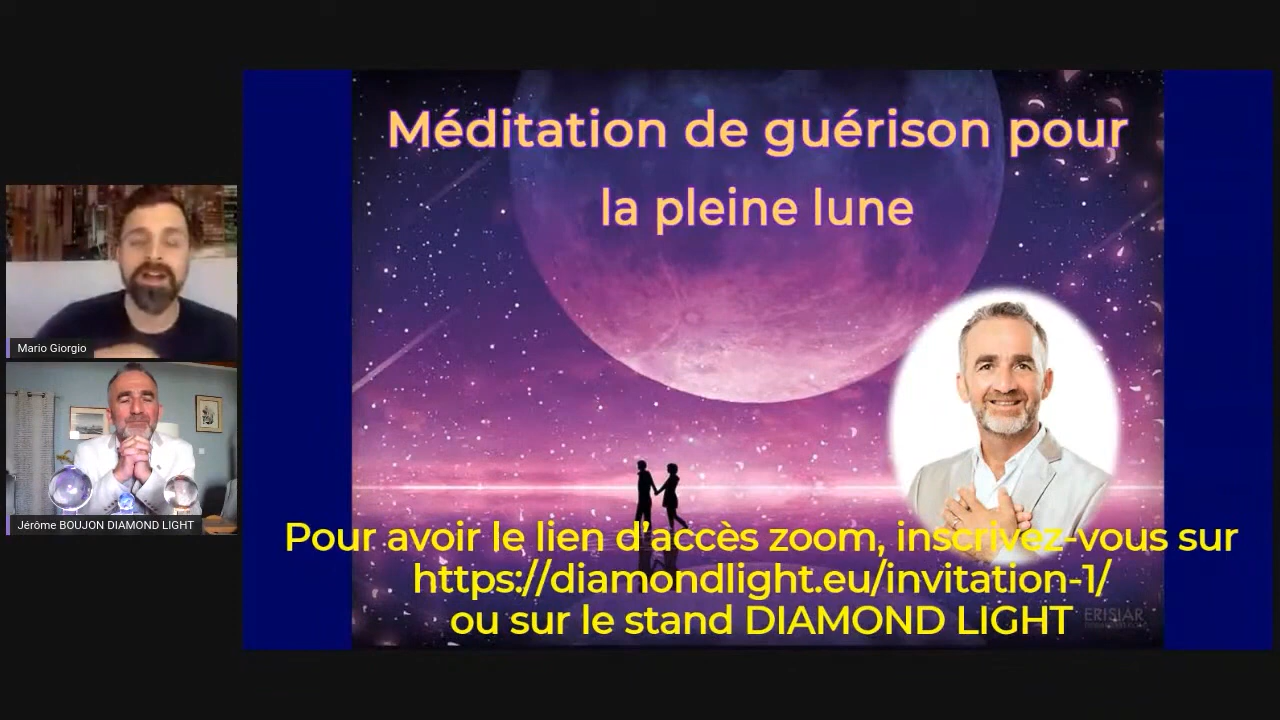 Méditation de guérison pour
la pleine lune
Mario Giorgio
Jérôme BOUJON DIAMOND LIGHT
Pour avoir le lien d'accès zoom, inscrivez-vous sur
https://diamondlight.eu/invitation-1/
ou sur le stand DIAMOND LIGHT
ERISIAR